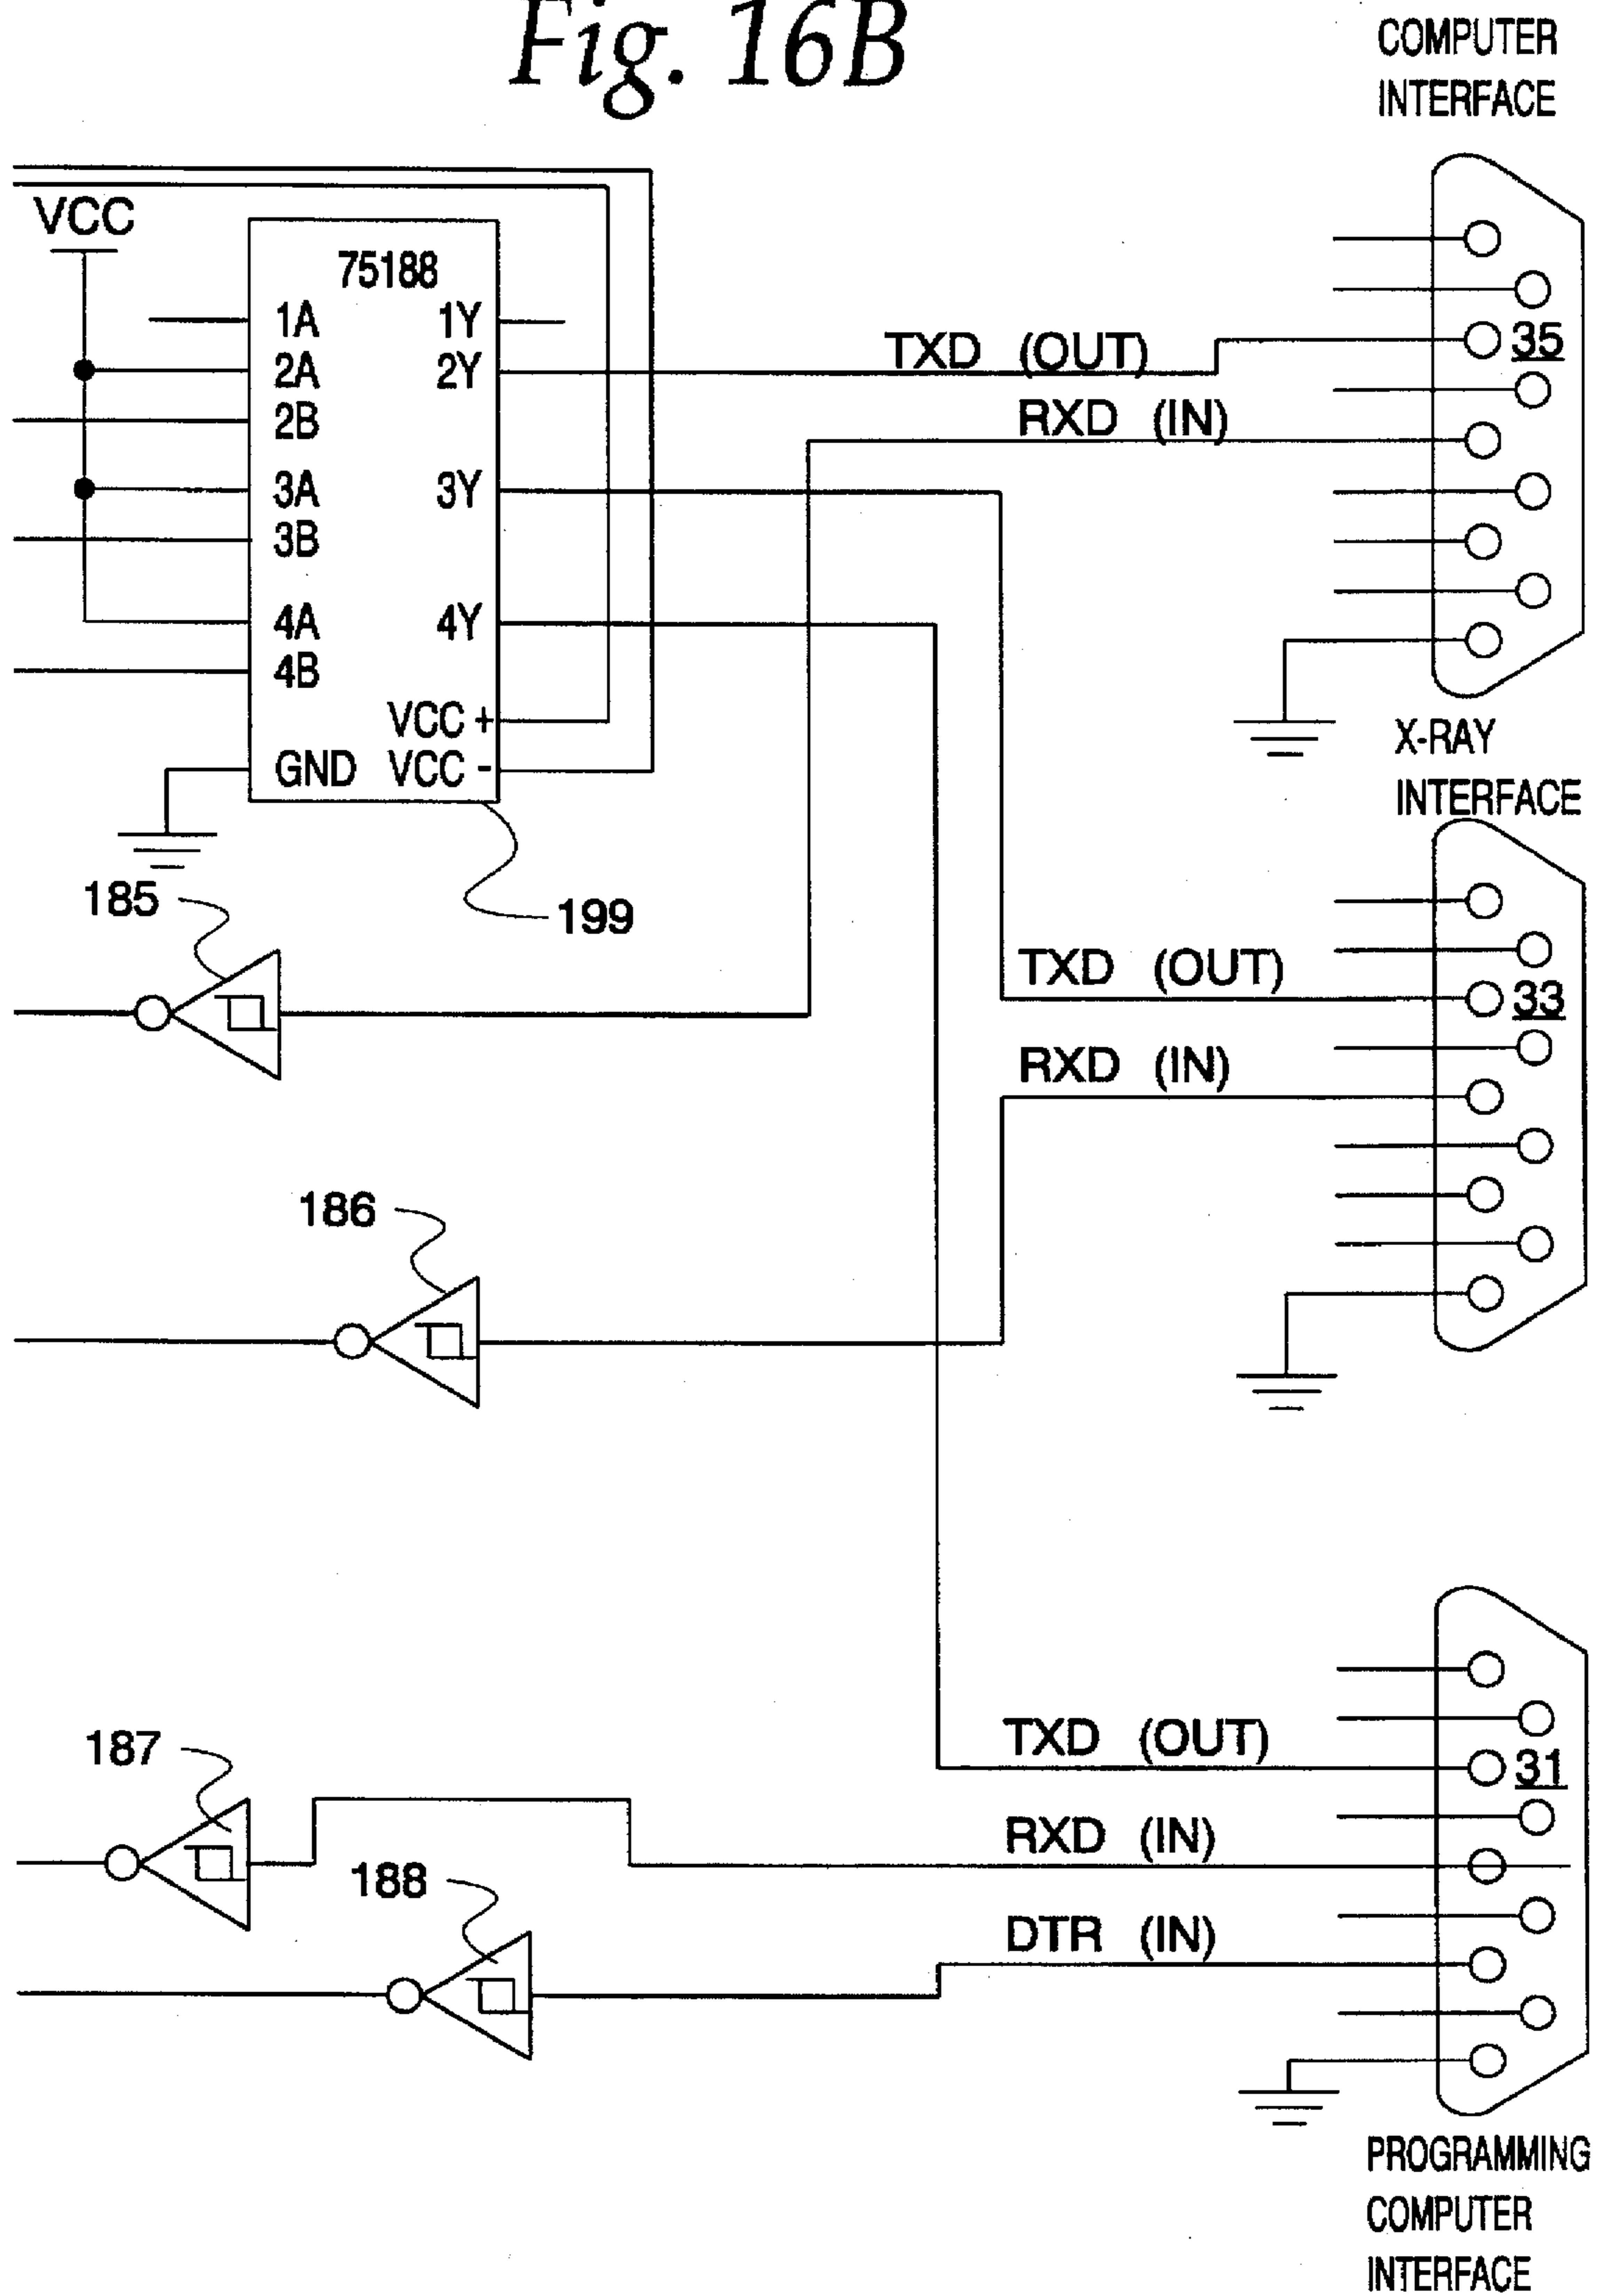 Fig. 16B
COMPUTER
INTERFACE
VCC
75188
1A 1Y
2A 2Y
2B
3A 3Y
3B
4A 4Y
4B
VCC +
GND VCC -
199
TXD (OUT)
RXD (IN)
35
X-RAY
INTERFACE
185
TXD (OUT)
33
RXD (IN)
186
187
TXD (OUT)
31
RXD (IN)
188
DTR (IN)
PROGRAMMING
COMPUTER
INTERFACE